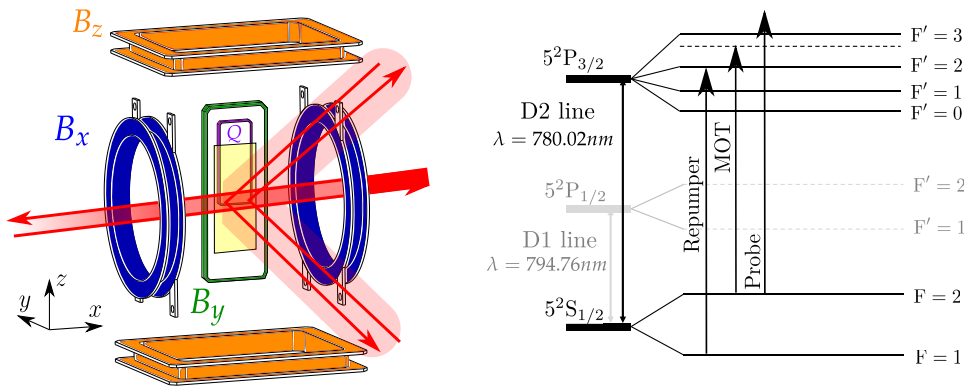 B_z
B_x
Q
B_y
y
z
x
5²P₃/₂
D2 line
λ = 780.02nm
5²P₁/₂
D1 line
λ = 794.76nm
5²S₁/₂
Repumper
MOT
Probe
F′ = 3
F′ = 2
F′ = 1
F′ = 0
F′ = 2
F′ = 1
F = 2
F = 1